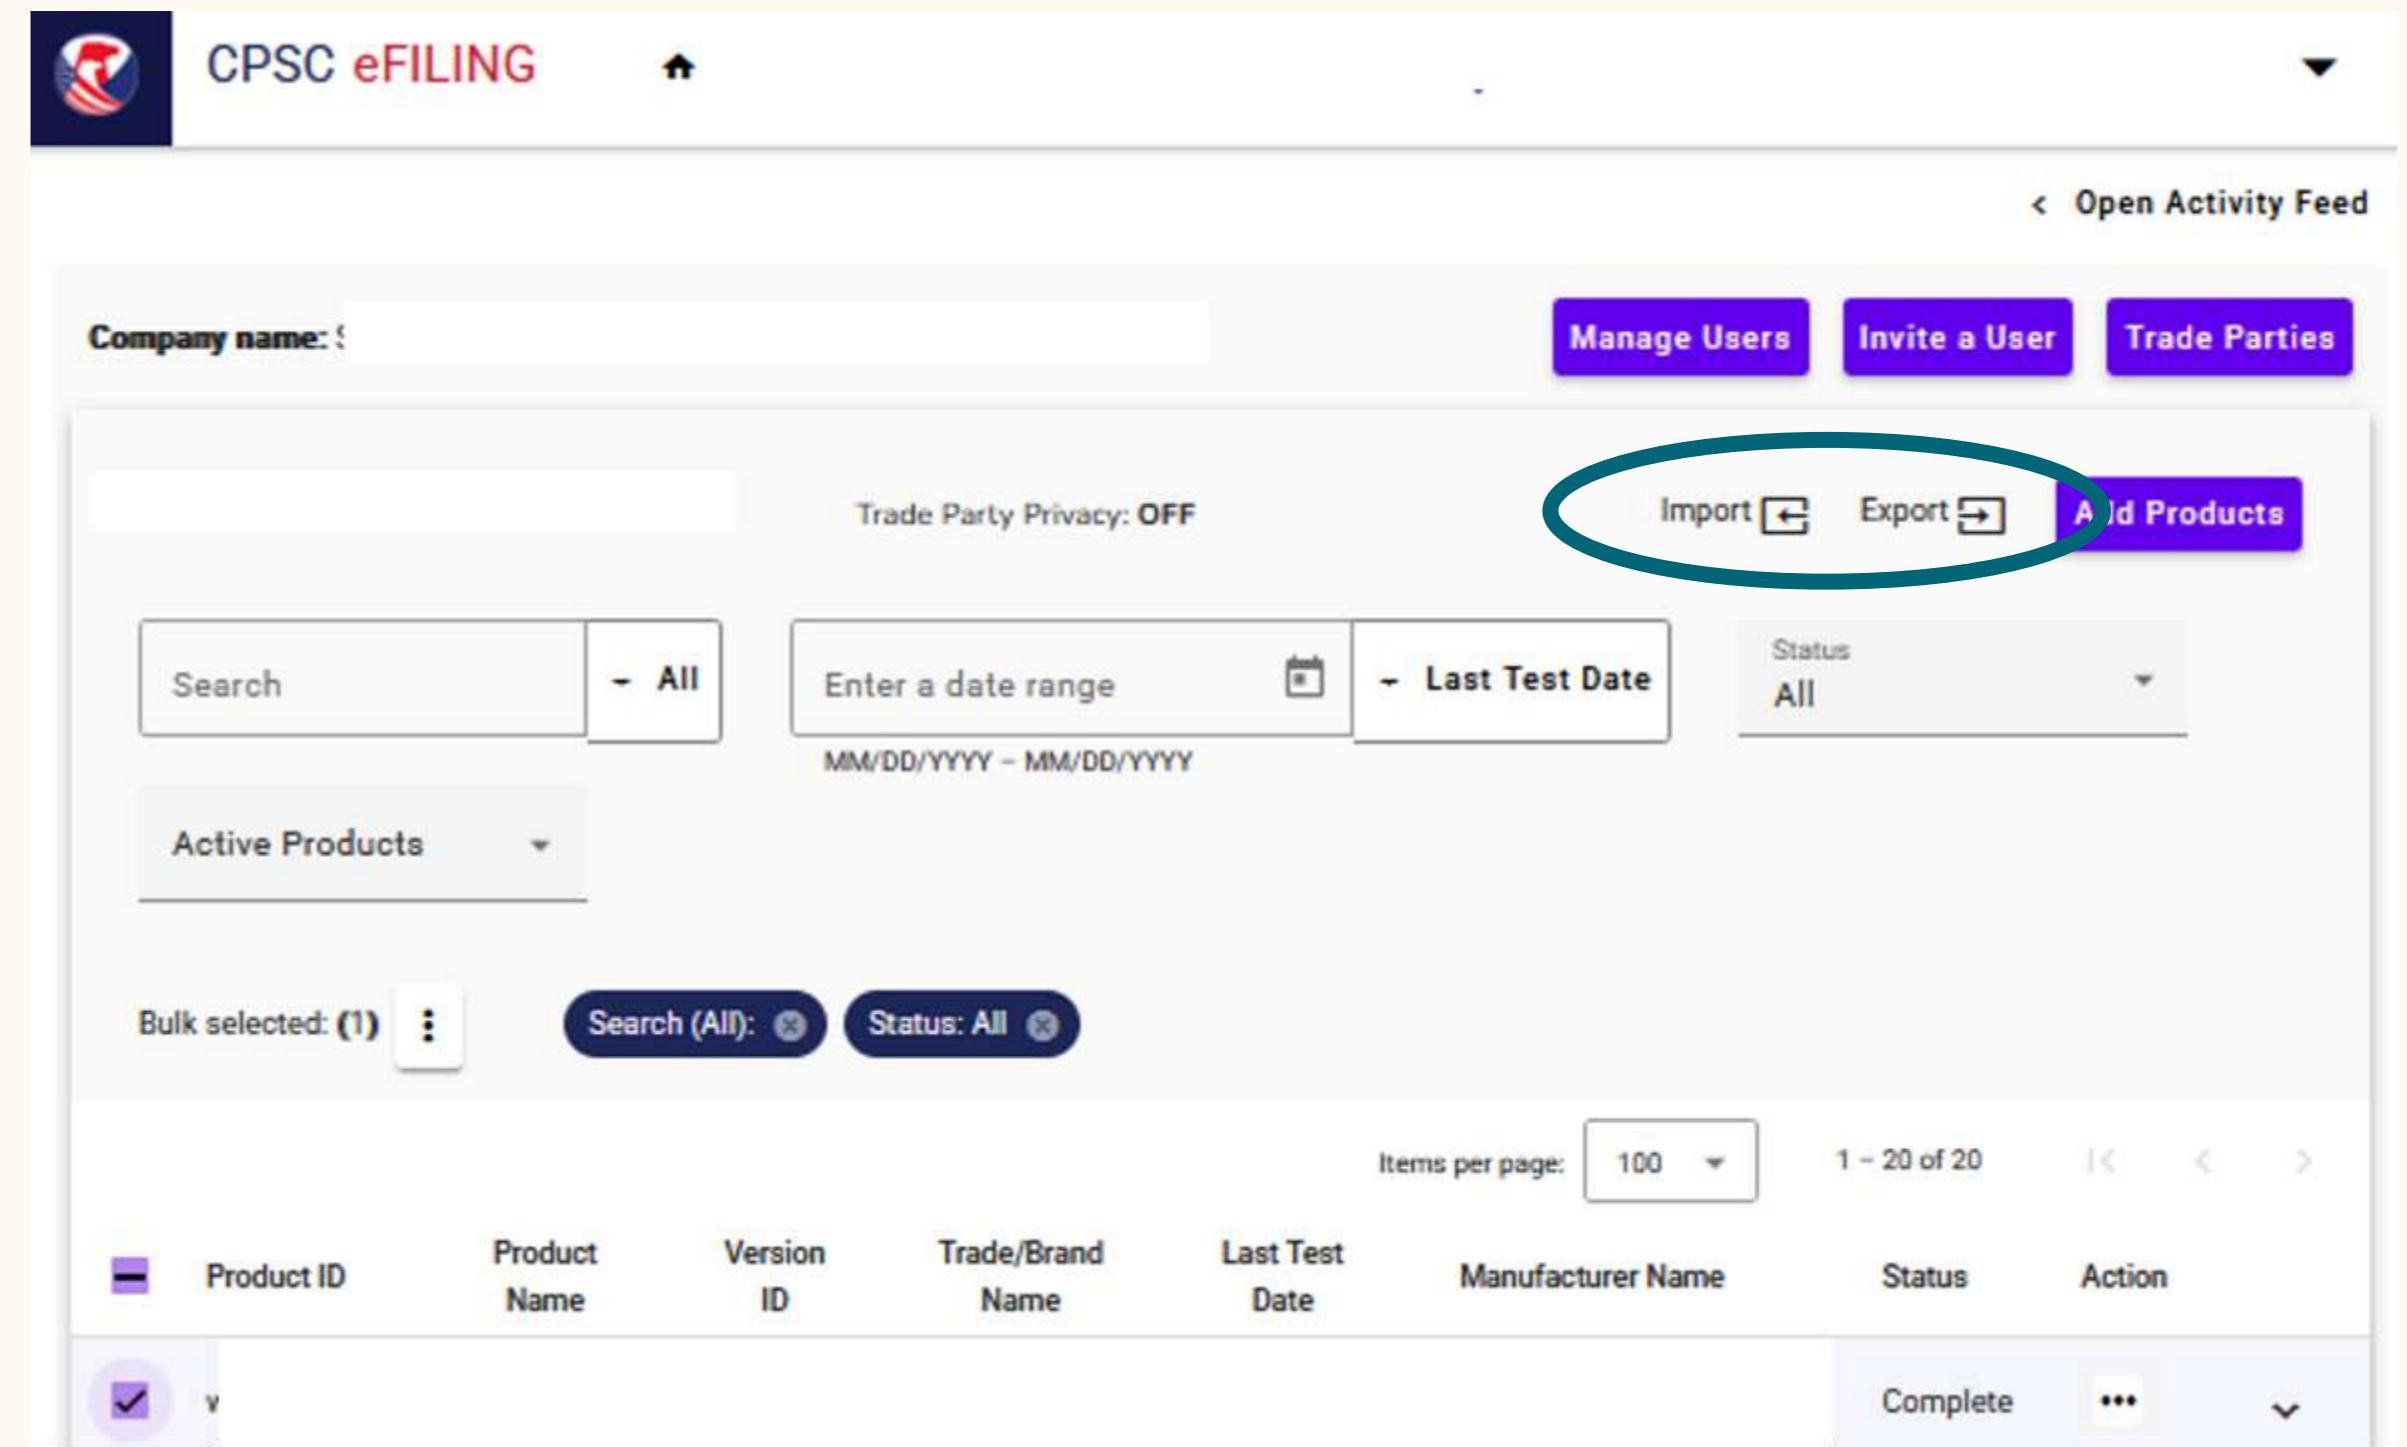 CPSC eFILING
< Open Activity Feed
Company name:
Manage Users
Invite a User
Trade Parties
Trade Party Privacy: OFF
Import
Export
Products
Search
All
Enter a date range
Last Test Date
MM/DD/YYYY – MM/DD/YYYY
Status
All
Active Products
Bulk selected: (1)
Search (All):
Status: All
Items per page:
100
1 – 20 of 20
Product ID
Product
Name
Version
ID
Trade/Brand
Name
Last Test
Date
Manufacturer Name
Status
Action
Complete